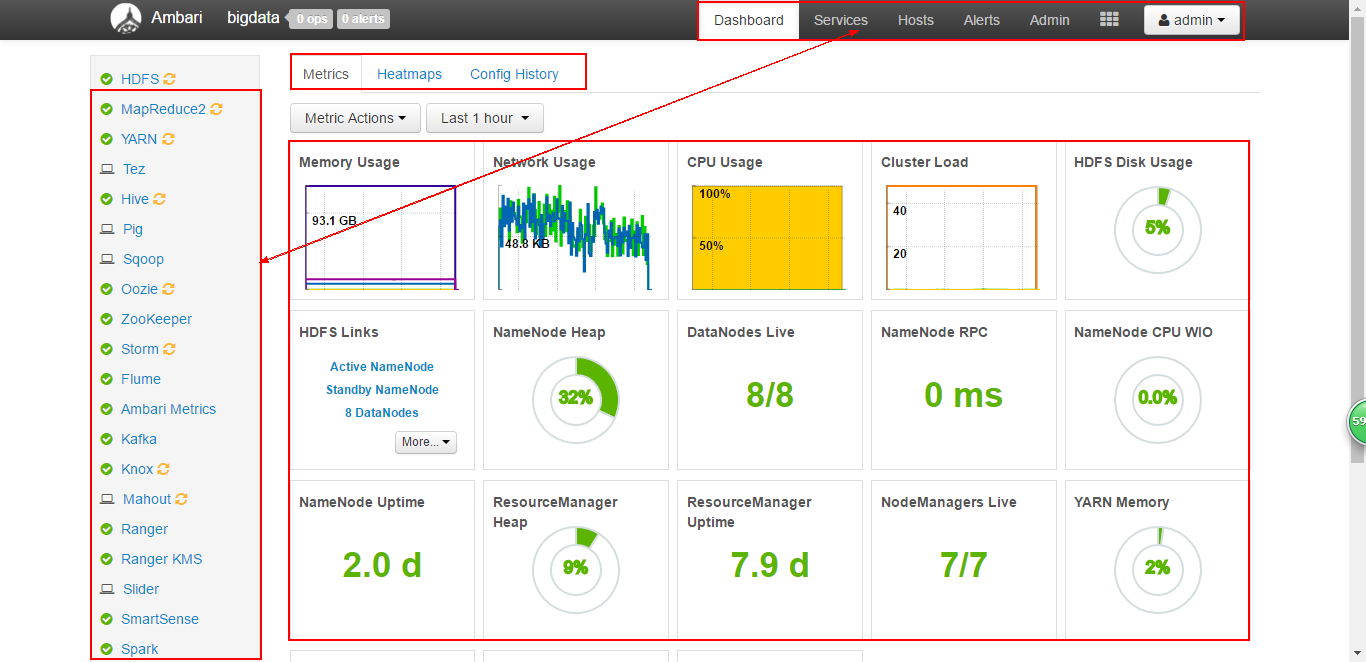 Ambari bigdata 0 ops 0 alerts Dashboard Services Hosts Alerts Admin admin
HDFS
MapReduce2
YARN
Tez
Hive
Pig
Sqoop
Oozie
ZooKeeper
Storm
Flume
Ambari Metrics
Kafka
Knox
Mahout
Ranger
Ranger KMS
Slider
SmartSense
Spark
Metrics Heatmaps Config History
Metric Actions Last 1 hour
Memory Usage
93.1 GB
Network Usage
48.8 KB
CPU Usage
100%
50%
Cluster Load
40
20
HDFS Disk Usage
5%
HDFS Links
Active NameNode
Standby NameNode
8 DataNodes
More...
NameNode Heap
32%
DataNodes Live
8/8
NameNode RPC
0 ms
NameNode CPU WIO
0.0%
NameNode Uptime
2.0 d
ResourceManager
Heap
9%
ResourceManager
Uptime
7.9 d
NodeManagers Live
7/7
YARN Memory
2%
59